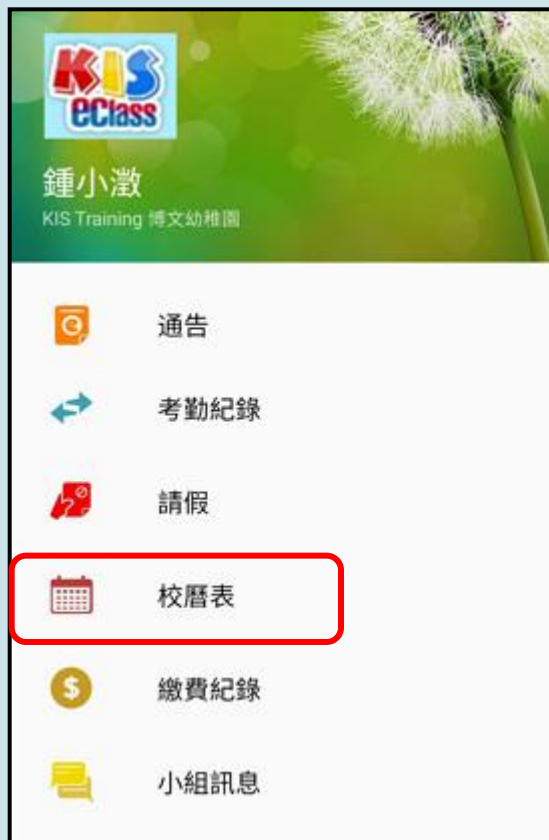 KIS
eClass
鍾小澂
KIS Training 博文幼稚園
通告
考勤紀錄
請假
校曆表
繳費紀錄
小組訊息